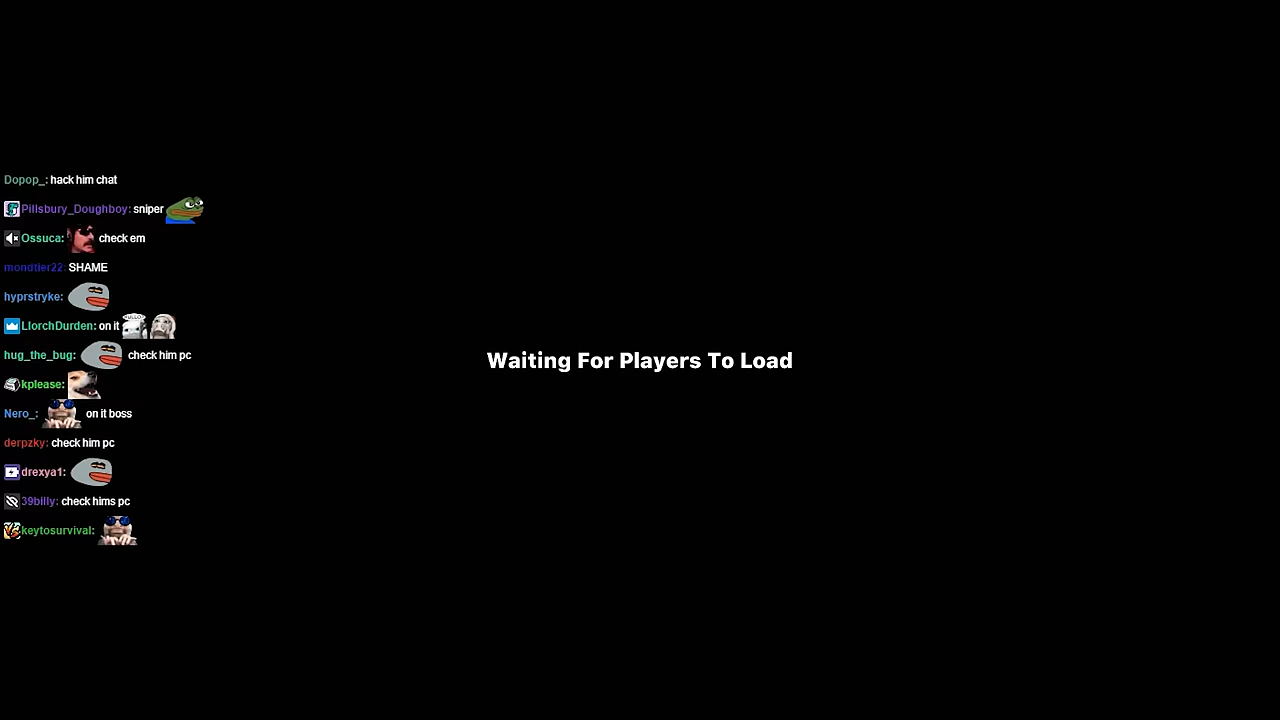 Dopop_: hack him chat
Pillsbury_Doughboy: sniper
Ossuca: check em
mondtier22: SHAME
hyprstryke:
LlorchDurden: on it
hug_the_bug: check him pc
Waiting For Players To Load
kplease:
Nero_: on it boss
derpzky: check him pc
drexya1:
39billy: check hims pc
keytosurvival: